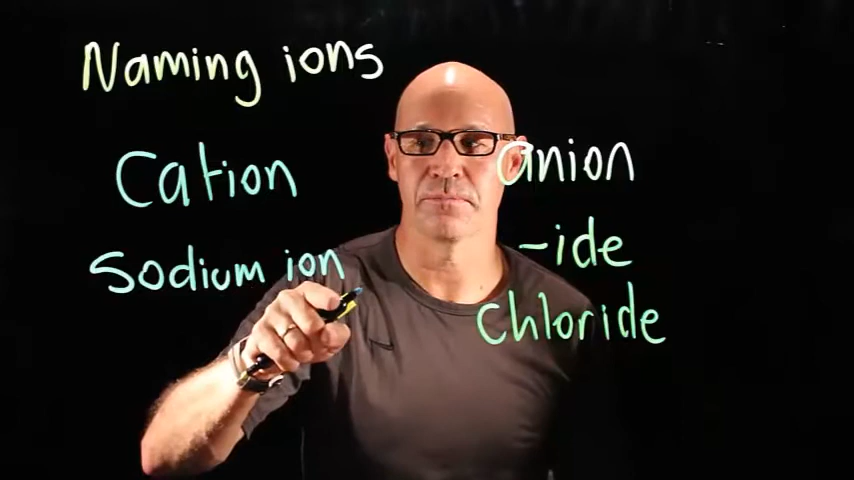 Naming ions
Cation
anion
-ide
Sodium ion
Chloride